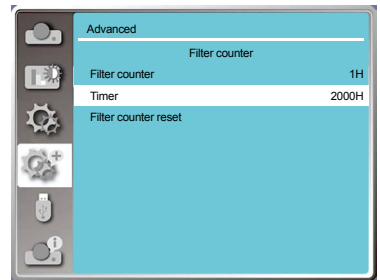 Advanced
Filter counter
Filter counter 1H
Timer 2000H
Filter counter reset